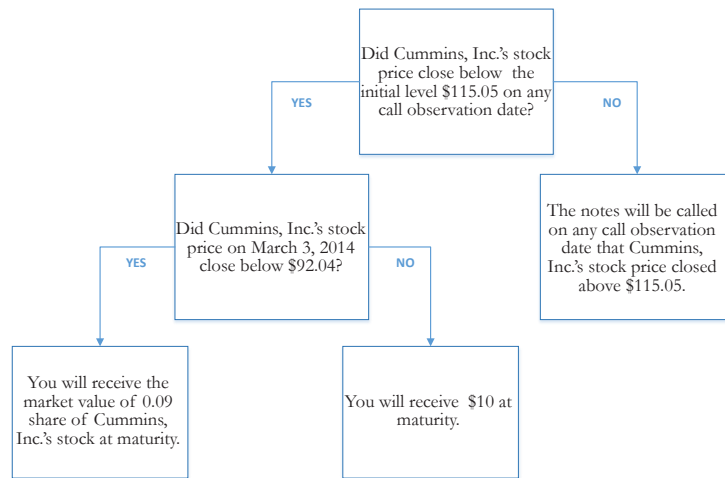 Did Cummins, Inc.'s stock
price close below the
initial level $115.05 on any
call observation date?
YES
NO
Did Cummins, Inc.'s stock
price on March 3, 2014
close below $92.04?
The notes will be called
on any call observation
date that Cummins,
Inc.'s stock price closed
above $115.05.
YES
NO
You will receive the
market value of 0.09
share of Cummins,
Inc.'s stock at maturity.
You will receive $10 at
maturity.